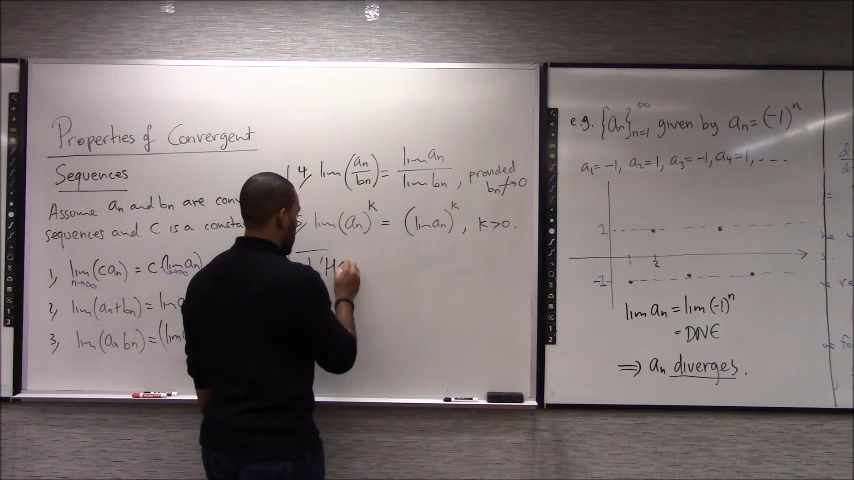 Properties of Convergent
Sequences
Assume an and bn are
sequences and C is a constant
1, lim n→∞ (can) = C (lim n→∞ an)
2, lim(an+bn) = lim
3, lim(an bn) = (lim
4, lim(an/bn) = lim an / lim bn, provided
bn ↛ 0
lim(an)^k = (lim an)^k, k>0.
L'H
e.g. {an}_{n=1}^∞ given by an = (-1)^n
a1=-1, a2=1, a3=-1, a4=1, ....
1
1 2
-1
lim an = lim (-1)^n
= DNE
⇒ an diverges.